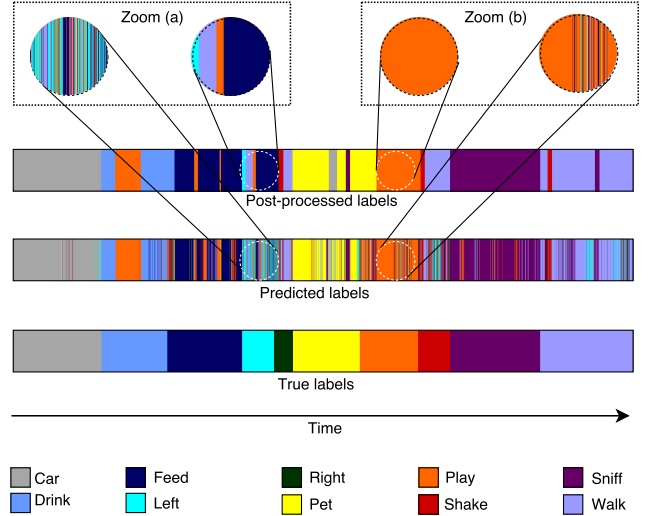 Zoom (a)
Zoom (b)
Post-processed labels
Predicted labels
True labels
Time
Car
Feed
Right
Play
Sniff
Drink
Left
Pet
Shake
Walk